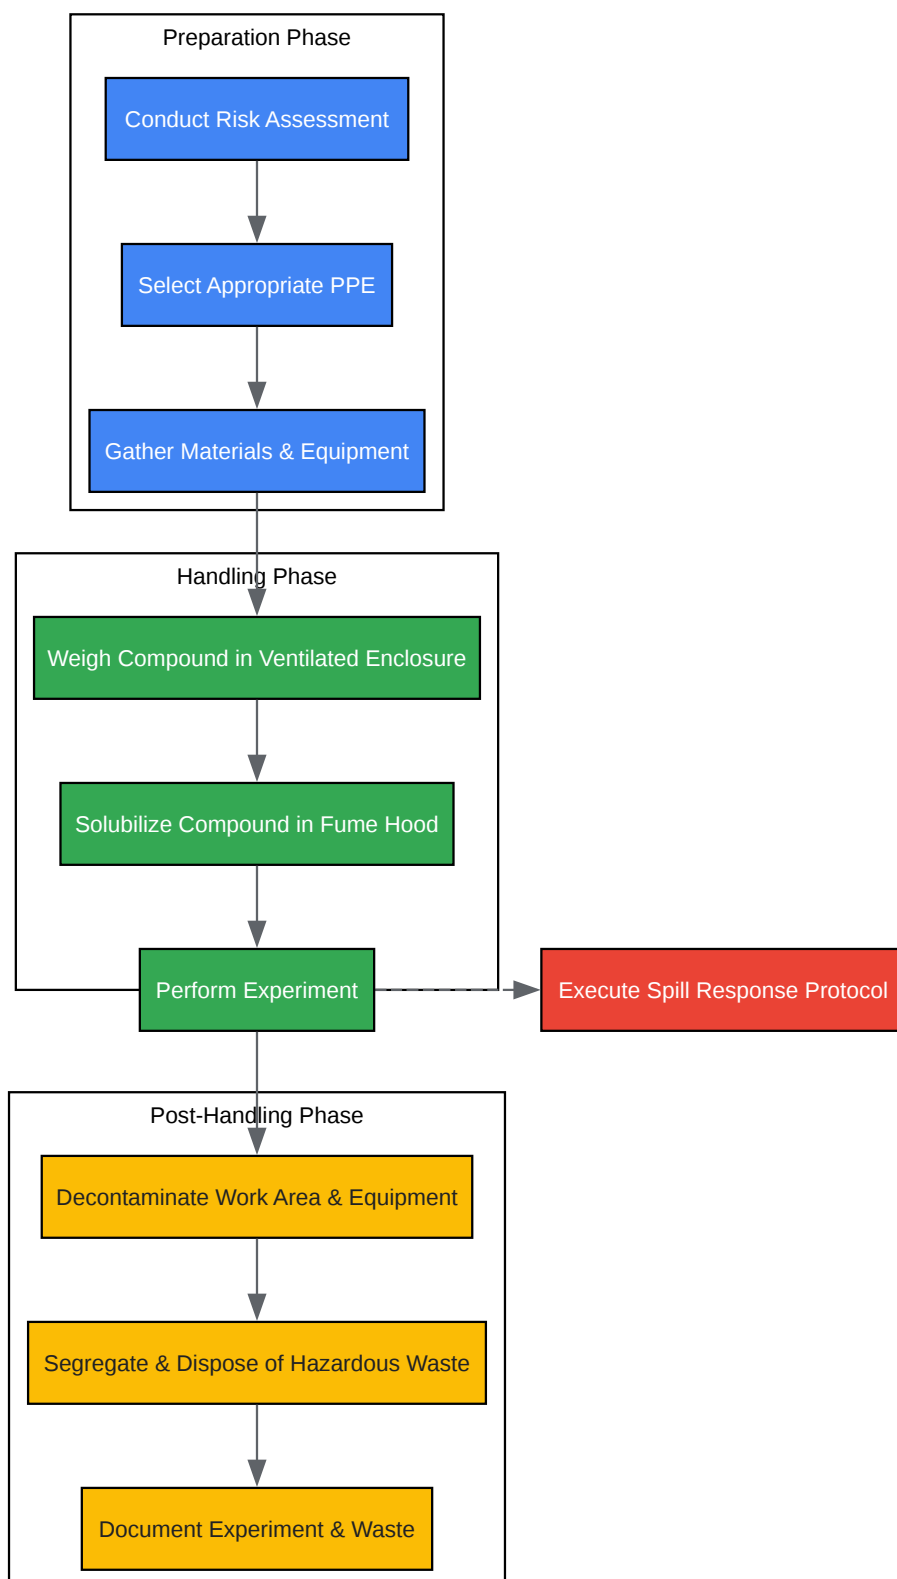 Preparation Phase
Conduct Risk Assessment
Select Appropriate PPE
Gather Materials & Equipment
Handling Phase
Weigh Compound in Ventilated Enclosure
Solubilize Compound in Fume Hood
Perform Experiment
Execute Spill Response Protocol
Post-Handling Phase
Decontaminate Work Area & Equipment
Segregate & Dispose of Hazardous Waste
Document Experiment & Waste